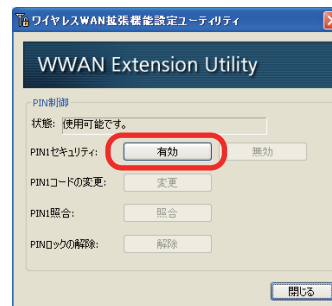 ワイヤレスWAN拡張機能設定ユーティリティ
WWAN Extension Utility
PIN制御
状態: 使用可能です。
PIN1セキュリティ: 有効 無効
PIN1コードの変更: 変更
PIN1照合: 照合
PINロックの解除: 解除
閉じる